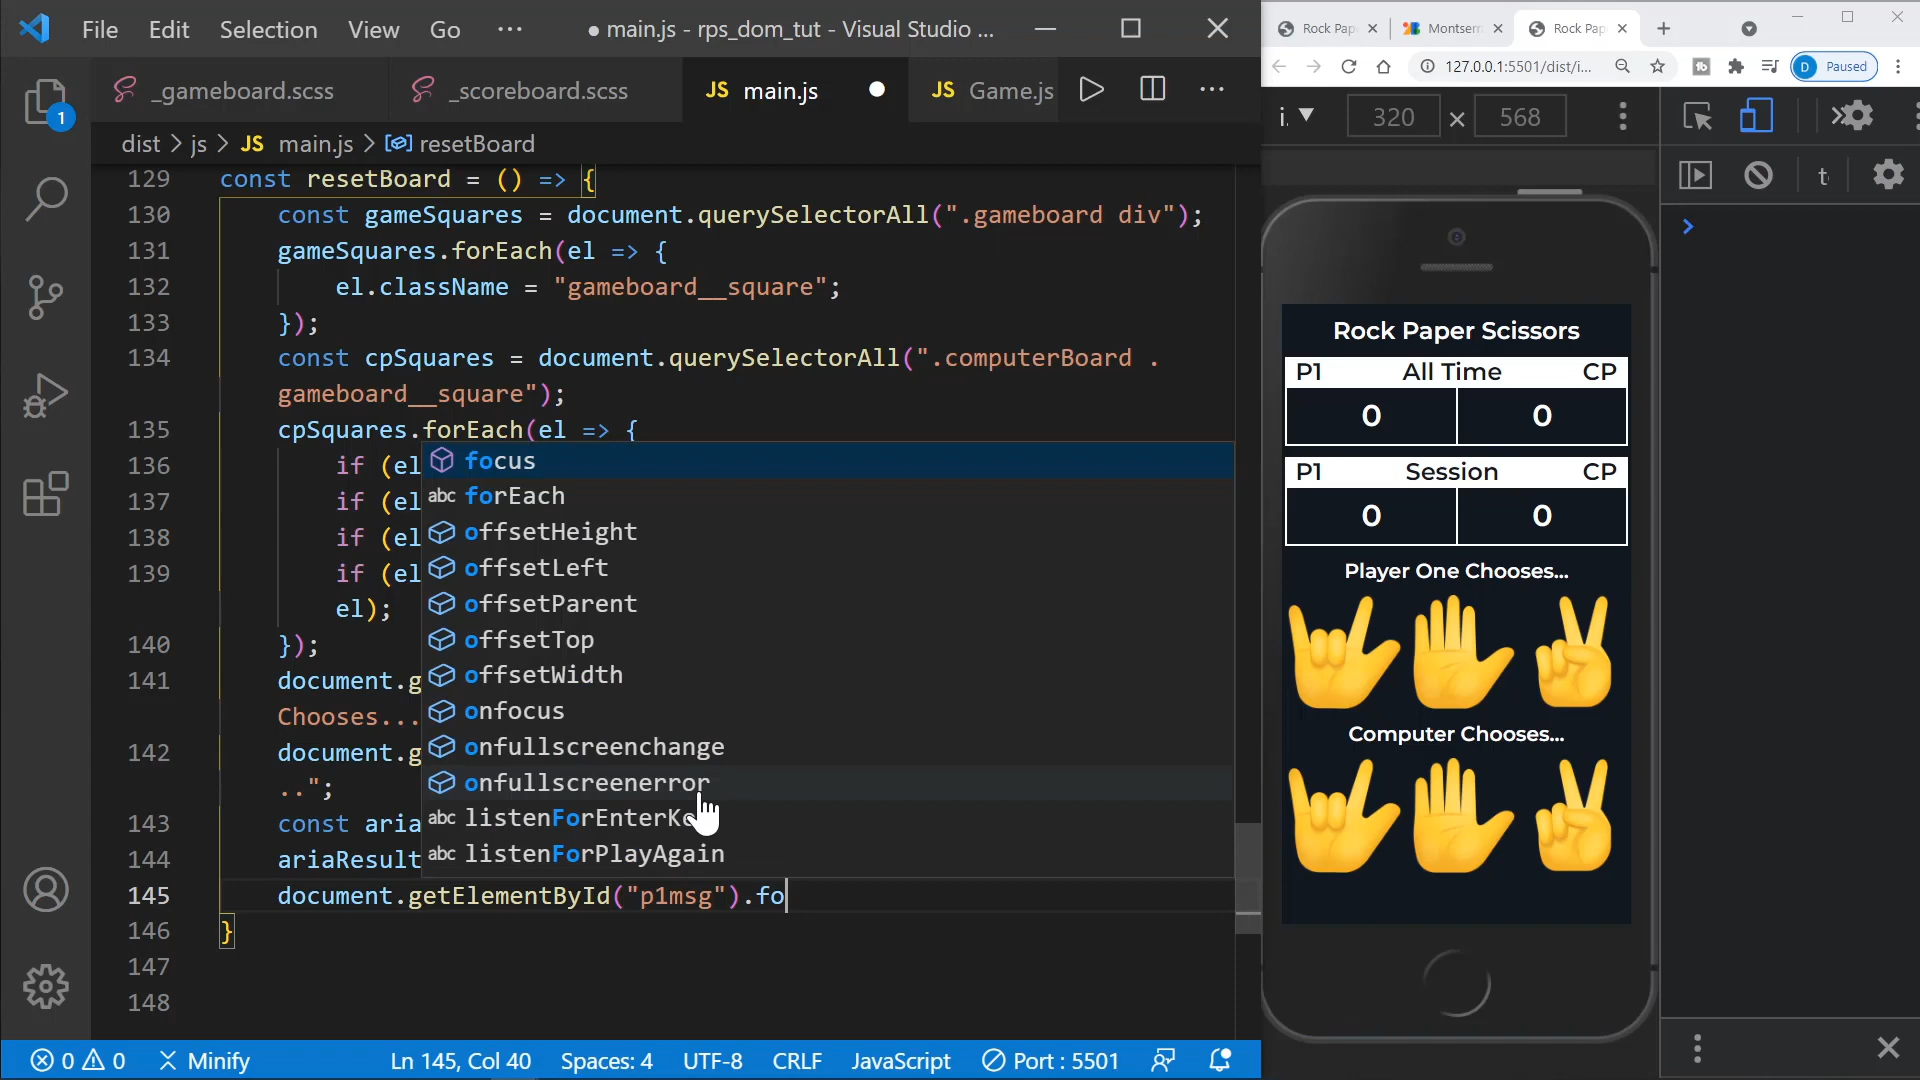 File Edit Selection View Go ··· ● main.js - rps_dom_tut - Visual Studio ...
_gameboard.scss _scoreboard.scss JS main.js JS Game.js
dist > js > JS main.js > resetBoard
129 const resetBoard = () => {
130 const gameSquares = document.querySelectorAll(".gameboard div");
131 gameSquares.forEach(el => {
132 el.className = "gameboard__square";
133 });
134 const cpSquares = document.querySelectorAll(".computerBoard .
gameboard__square");
135 cpSquares.forEach(el => {
136 if (el
137 if (el
138 if (el
139 if (el
el);
140 });
141 document.g
Chooses...
142 document.g
..";
143 const aria
144 ariaResult
145 document.getElementById("p1msg").fo
146 }
147
148
focus
abc forEach
offsetHeight
offsetLeft
offsetParent
offsetTop
offsetWidth
onfocus
onfullscreenchange
onfullscreenerror
abc
abc listenForPlayAgain
1
0 0 Minify Ln 145, Col 40 Spaces: 4 UTF-8 CRLF JavaScript Port : 5501
Rock Pap Montserr Rock Pap
127.0.0.1:5501/dist/i... D Paused
i. 320 × 568
Rock Paper Scissors
P1 All Time CP
0 0
P1 Session CP
0 0
Player One Chooses...
Computer Chooses...